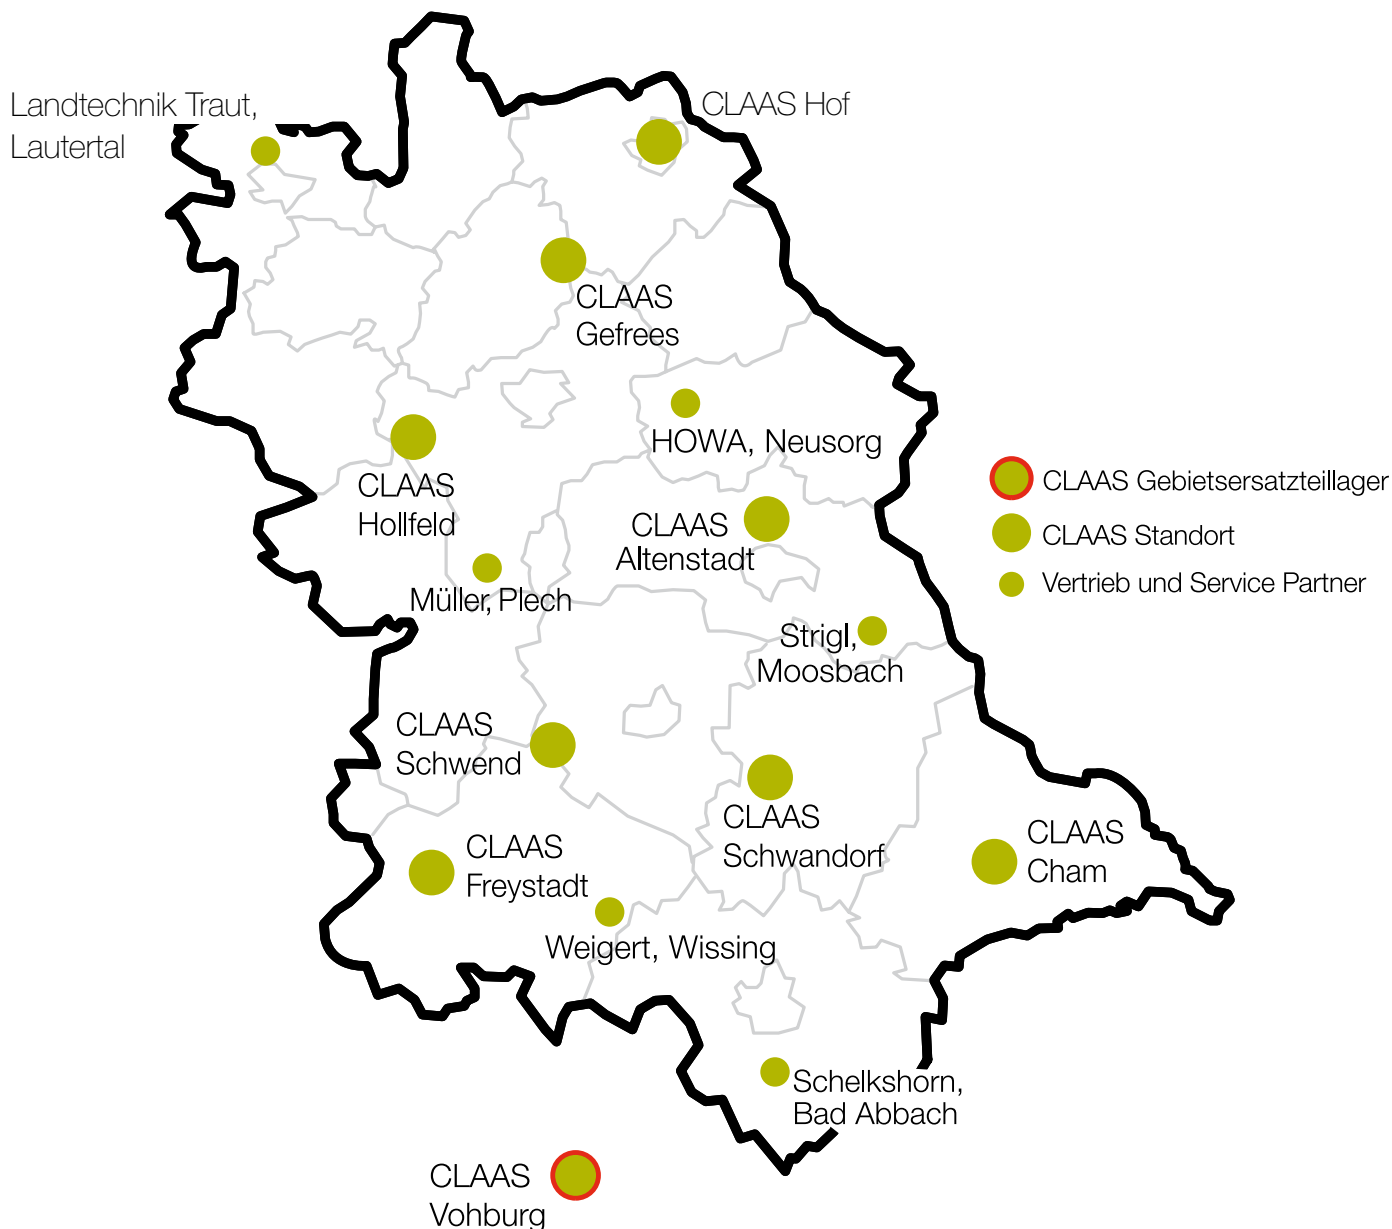 Landtechnik Traut,
Lautertal
CLAAS Hof
CLAAS
Gefrees
HOWA, Neusorg
CLAAS
Hollfeld
CLAAS
Altenstadt
CLAAS Gebietsersatzteillager
CLAAS Standort
Vertrieb und Service Partner
Müller, Plech
Strigl,
Moosbach
CLAAS
Schwend
CLAAS
Schwandorf
CLAAS
Cham
CLAAS
Freystadt
Weigert, Wissing
Schelkshorn,
Bad Abbach
CLAAS
Vohburg